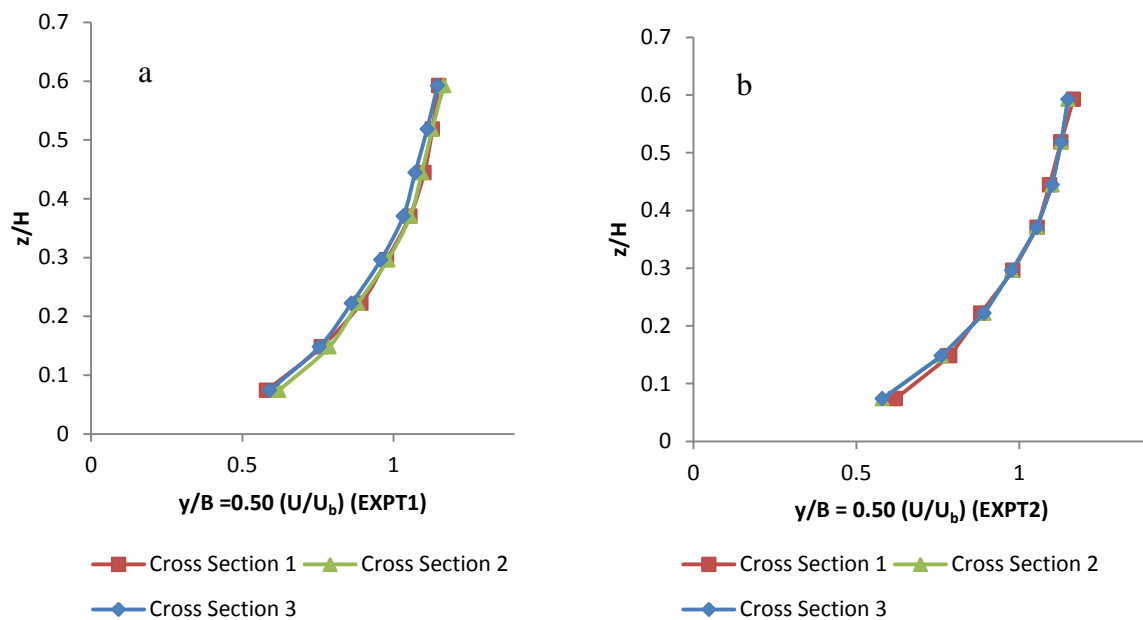 a
0.7
0.6
0.5
0.4
0.3
0.2
0.1
0
z/H
0 0.5 1
y/B =0.50 (U/Ub) (EXPT1)
Cross Section 1 Cross Section 2
Cross Section 3
b
0.7
0.6
0.5
0.4
0.3
0.2
0.1
0
z/H
0 0.5 1
y/B = 0.50 (U/Ub) (EXPT2)
Cross Section 1 Cross Section 2
Cross Section 3